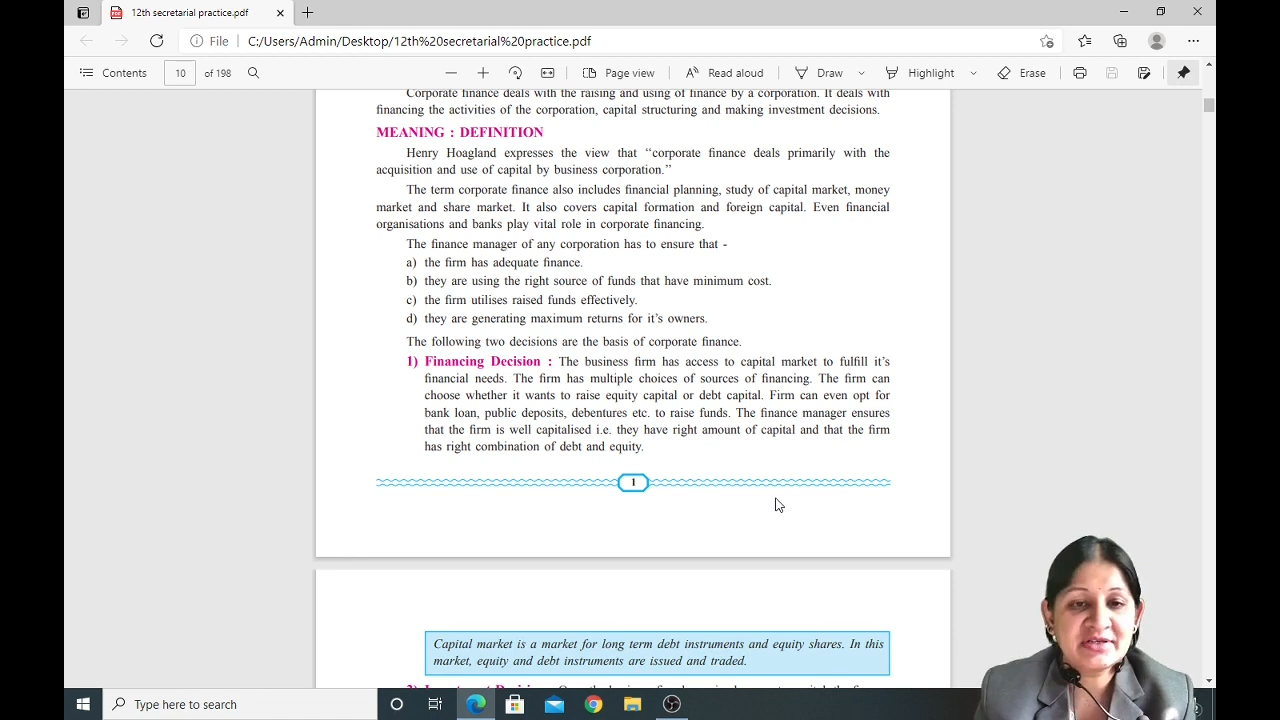 12th secretarial practice.pdf
File C:/Users/Admin/Desktop/12th%20secretarial%20practice.pdf
Contents 10 of 198 Page view Read aloud Draw Highlight Erase
Corporate finance deals with the raising and using of finance by a corporation. It deals with
financing the activities of the corporation, capital structuring and making investment decisions.
MEANING : DEFINITION
Henry Hoagland expresses the view that ‘‘corporate finance deals primarily with the
acquisition and use of capital by business corporation.’’
The term corporate finance also includes financial planning, study of capital market, money
market and share market. It also covers capital formation and foreign capital. Even financial
organisations and banks play vital role in corporate financing.
The finance manager of any corporation has to ensure that -
a) the firm has adequate finance.
b) they are using the right source of funds that have minimum cost.
c) the firm utilises raised funds effectively.
d) they are generating maximum returns for it’s owners.
The following two decisions are the basis of corporate finance.
1) Financing Decision : The business firm has access to capital market to fulfill it’s
financial needs. The firm has multiple choices of sources of financing. The firm can
choose whether it wants to raise equity capital or debt capital. Firm can even opt for
bank loan, public deposits, debentures etc. to raise funds. The finance manager ensures
that the firm is well capitalised i.e. they have right amount of capital and that the firm
has right combination of debt and equity.
1
Capital market is a market for long term debt instruments and equity shares. In this
market, equity and debt instruments are issued and traded.
Type here to search